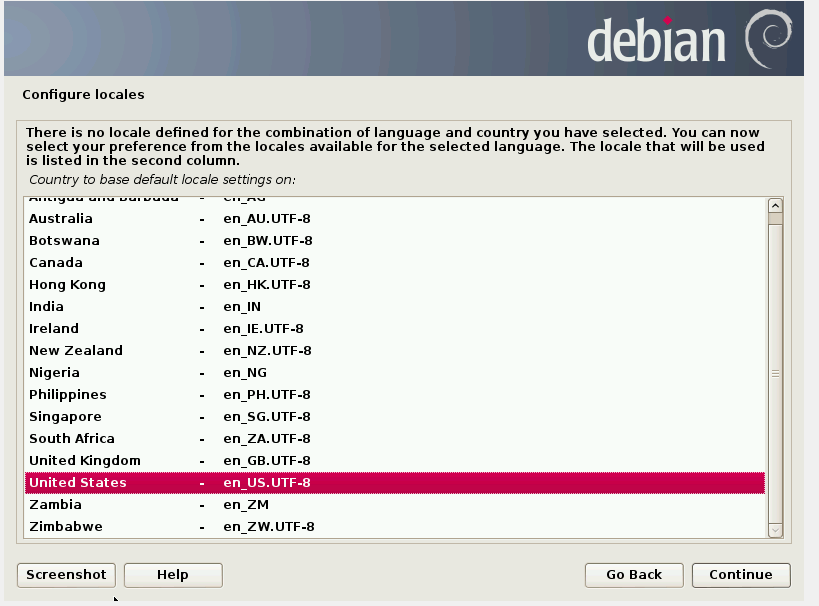 debian
Configure locales
There is no locale defined for the combination of language and country you have selected. You can now
select your preference from the locales available for the selected language. The locale that will be used
is listed in the second column.
Country to base default locale settings on:
Antigua and Barbuda - en_AG
Australia - en_AU.UTF-8
Botswana - en_BW.UTF-8
Canada - en_CA.UTF-8
Hong Kong - en_HK.UTF-8
India - en_IN
Ireland - en_IE.UTF-8
New Zealand - en_NZ.UTF-8
Nigeria - en_NG
Philippines - en_PH.UTF-8
Singapore - en_SG.UTF-8
South Africa - en_ZA.UTF-8
United Kingdom - en_GB.UTF-8
United States - en_US.UTF-8
Zambia - en_ZM
Zimbabwe - en_ZW.UTF-8
Screenshot Help Go Back Continue